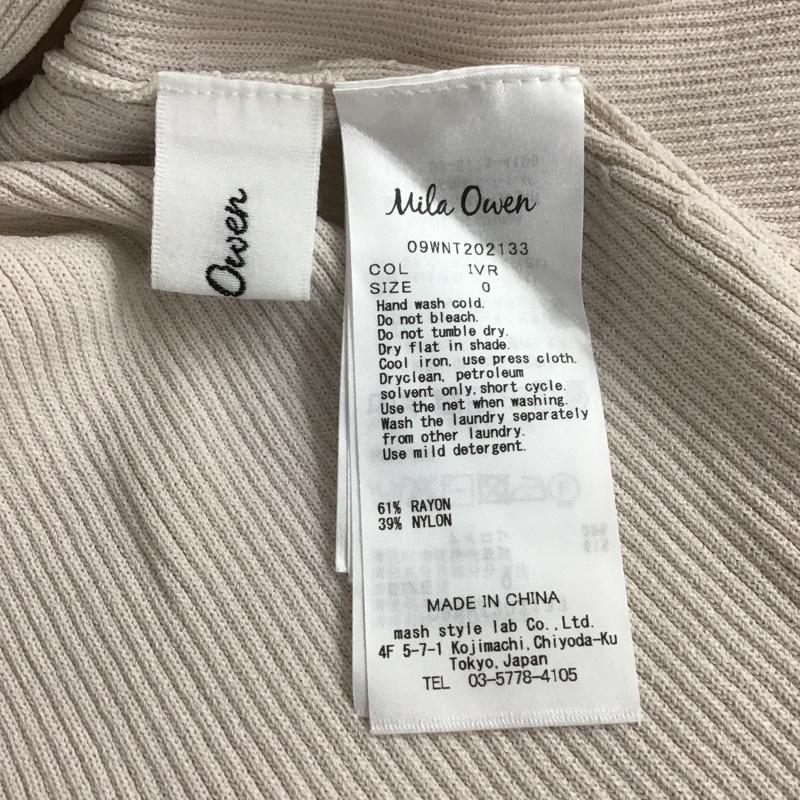 Owen
Mila Owen
09WNT202133
COL IVR
SIZE 0
Hand wash cold.
Do not bleach.
Do not tumble dry.
Dry flat in shade.
Cool iron, use press cloth.
Dryclean, petroleum
solvent only,short cycle.
Use the net when washing.
Wash the laundry separately
from other laundry.
Use mild detergent.
61% RAYON
39% NYLON
MADE IN CHINA
mash style lab Co.,Ltd.
4F 5-7-1 Kojimachi,Chiyoda-Ku
Tokyo,Japan
TEL 03-5778-4105